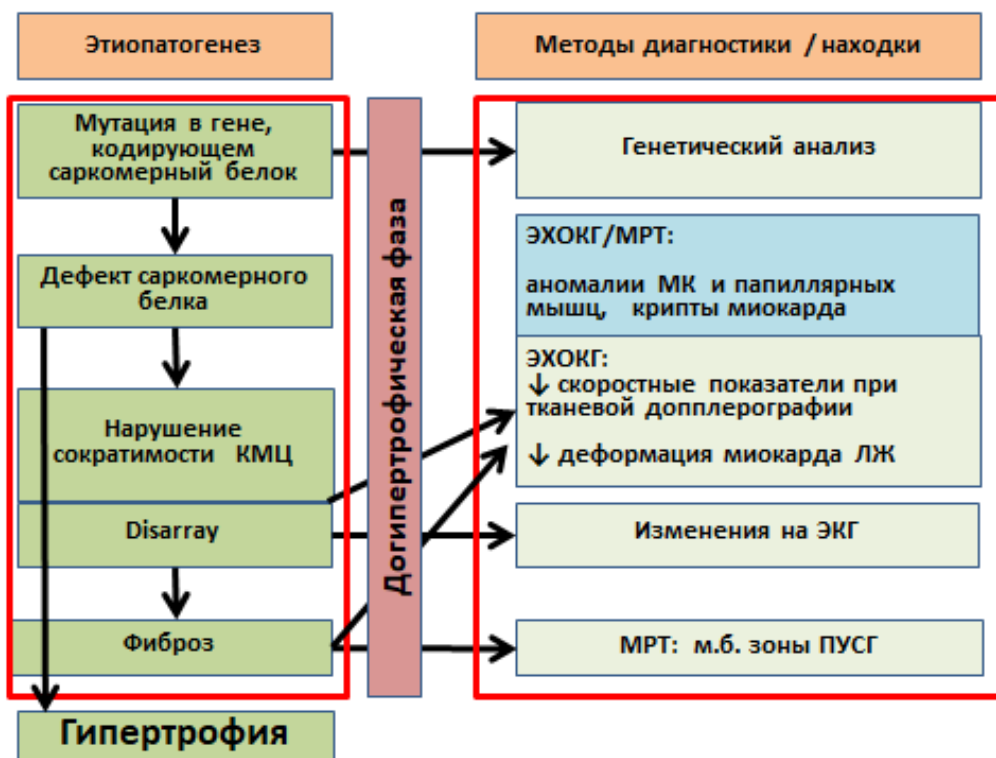 Этиопатогенез
Методы диагностики / находки
Мутация в гене,
кодирующем
саркомерный белок
Дефект саркомерного
белка
Нарушение
сократимости КМЦ
Disarray
Фиброз
Гипертрофия
Догипертрофическая фаза
Генетический анализ
ЭХОКГ/МРТ:
аномалии МК и папиллярных
мышц, крипты миокарда
ЭХОКГ:
↓ скоростные показатели при
тканевой допплерографии
↓ деформация миокарда ЛЖ
Изменения на ЭКГ
МРТ: м.б. зоны ПУСГ